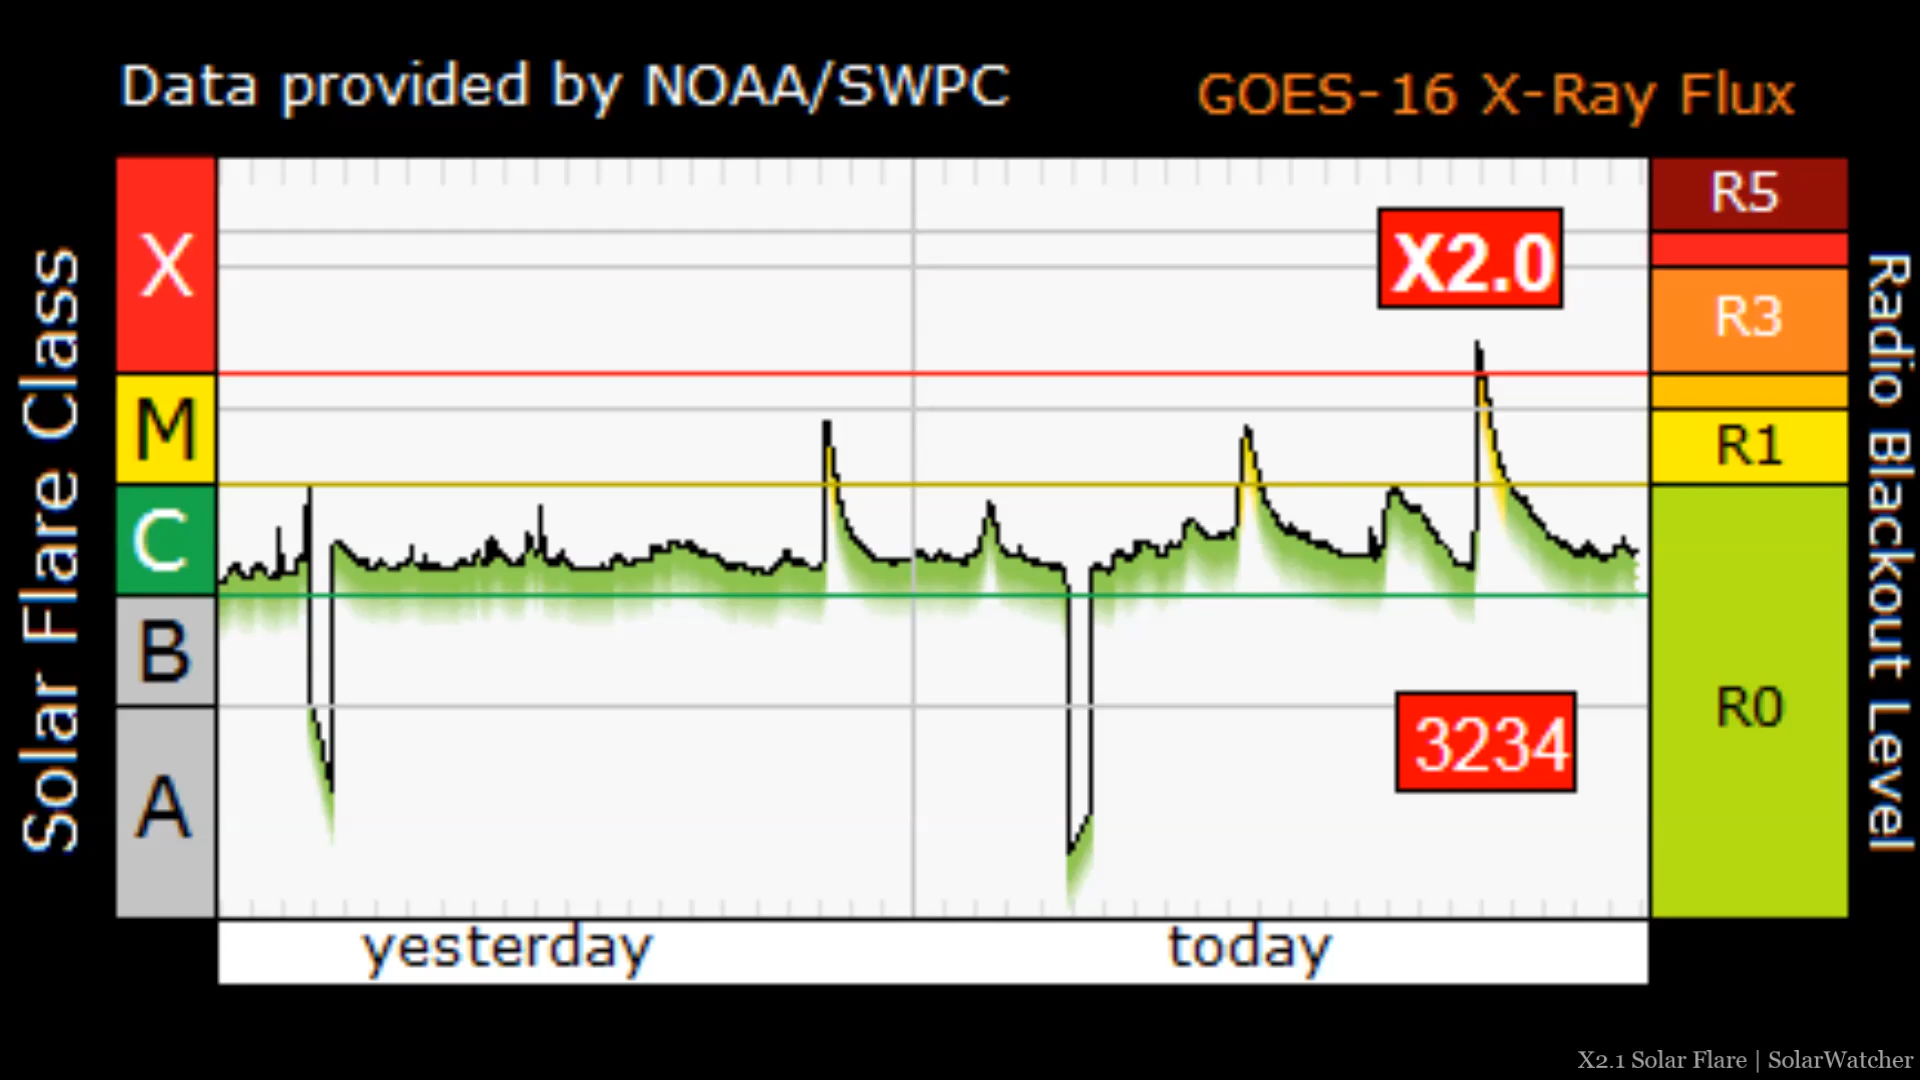 Data provided by NOAA/SWPC
GOES-16 X-Ray Flux
Solar Flare Class
X
M
C
B
A
X2.0
3234
R5
R3
R1
R0
Radio Blackout Level
yesterday
today
X2.1 Solar Flare | SolarWatcher